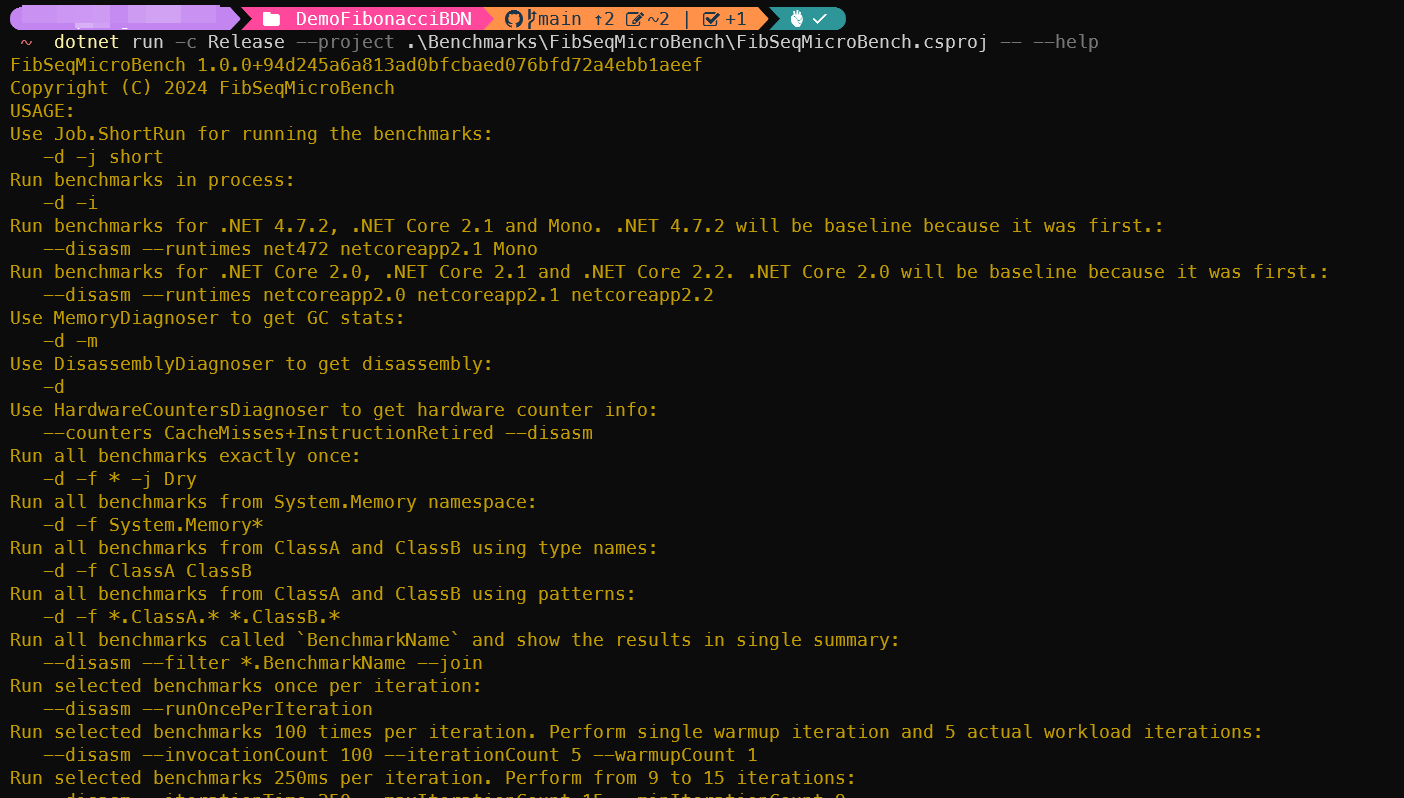 DemoFibonacciBDN main ↑2 ~2 | +1
~ dotnet run -c Release --project .\Benchmarks\FibSeqMicroBench\FibSeqMicroBench.csproj -- --help
FibSeqMicroBench 1.0.0+94d245a6a813ad0bfcbaed076bfd72a4ebb1aeef
Copyright (C) 2024 FibSeqMicroBench
USAGE:
Use Job.ShortRun for running the benchmarks:
   -d -j short
Run benchmarks in process:
   -d -i
Run benchmarks for .NET 4.7.2, .NET Core 2.1 and Mono. .NET 4.7.2 will be baseline because it was first.:
   --disasm --runtimes net472 netcoreapp2.1 Mono
Run benchmarks for .NET Core 2.0, .NET Core 2.1 and .NET Core 2.2. .NET Core 2.0 will be baseline because it was first.:
   --disasm --runtimes netcoreapp2.0 netcoreapp2.1 netcoreapp2.2
Use MemoryDiagnoser to get GC stats:
   -d -m
Use DisassemblyDiagnoser to get disassembly:
   -d
Use HardwareCountersDiagnoser to get hardware counter info:
   --counters CacheMisses+InstructionRetired --disasm
Run all benchmarks exactly once:
   -d -f * -j Dry
Run all benchmarks from System.Memory namespace:
   -d -f System.Memory*
Run all benchmarks from ClassA and ClassB using type names:
   -d -f ClassA ClassB
Run all benchmarks from ClassA and ClassB using patterns:
   -d -f *.ClassA.* *.ClassB.*
Run all benchmarks called `BenchmarkName` and show the results in single summary:
   --disasm --filter *.BenchmarkName --join
Run selected benchmarks once per iteration:
   --disasm --runOncePerIteration
Run selected benchmarks 100 times per iteration. Perform single warmup iteration and 5 actual workload iterations:
   --disasm --invocationCount 100 --iterationCount 5 --warmupCount 1
Run selected benchmarks 250ms per iteration. Perform from 9 to 15 iterations: